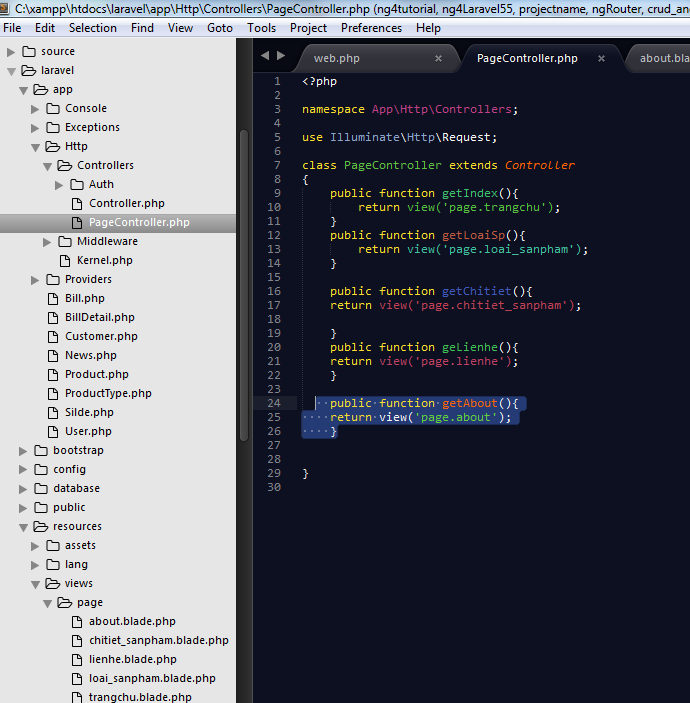 C:\xampp\htdocs\laravel\app\Http\Controllers\PageController.php (ng4tutorial, ng4Laravel55, projectname, ngRouter, crud_an
File Edit Selection Find View Goto Tools Project Preferences Help
source
laravel
app
Console
Exceptions
Http
Controllers
Auth
Controller.php
PageController.php
Middleware
Kernel.php
Providers
Bill.php
BillDetail.php
Customer.php
News.php
Product.php
ProductType.php
Silde.php
User.php
bootstrap
config
database
public
resources
assets
lang
views
page
about.blade.php
chitiet_sanpham.blade.php
lienhe.blade.php
loai_sanpham.blade.php
trangchu.blade.php
web.php × PageController.php × about.bla
1 <?php
2
3 namespace App\Http\Controllers;
4
5 use Illuminate\Http\Request;
6
7 class PageController extends Controller
8 {
9 public function getIndex(){
10 return view('page.trangchu');
11 }
12 public function getLoaiSp(){
13 return view('page.loai_sanpham');
14 }
15
16 public function getChitiet(){
17 return view('page.chitiet_sanpham');
18
19 }
20 public function geLienhe(){
21 return view('page.lienhe');
22 }
23
24 public function getAbout(){
25 return view('page.about');
26 }
27
28
29 }
30